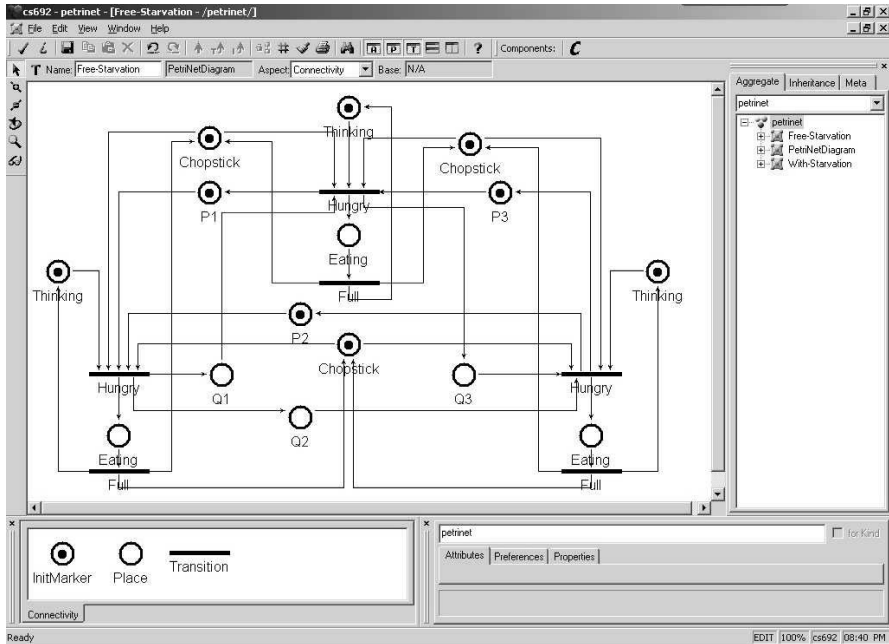 cs692 - petrinet - [Free-Starvation - /petrinet/]
File Edit View Window Help
A P T ? Components: C
T Name: Free-Starvation PetriNetDiagram Aspect: Connectivity Base: N/A
Aggregate Inheritance Meta
petrinet
petrinet
Free-Starvation
PetriNetDiagram
With-Starvation
Thinking
Chopstick
Chopstick
P1
Hungry
P3
Eating
Thinking
Full
Thinking
P2
Chopstick
Hungry
Q1
Q3
Hungry
Q2
Eating
Eating
Full
Full
InitMarker
Place
Transition
Connectivity
petrinet
for Kind
Attributes Preferences Properties
Ready
EDIT 100% cs692 08:40 PM